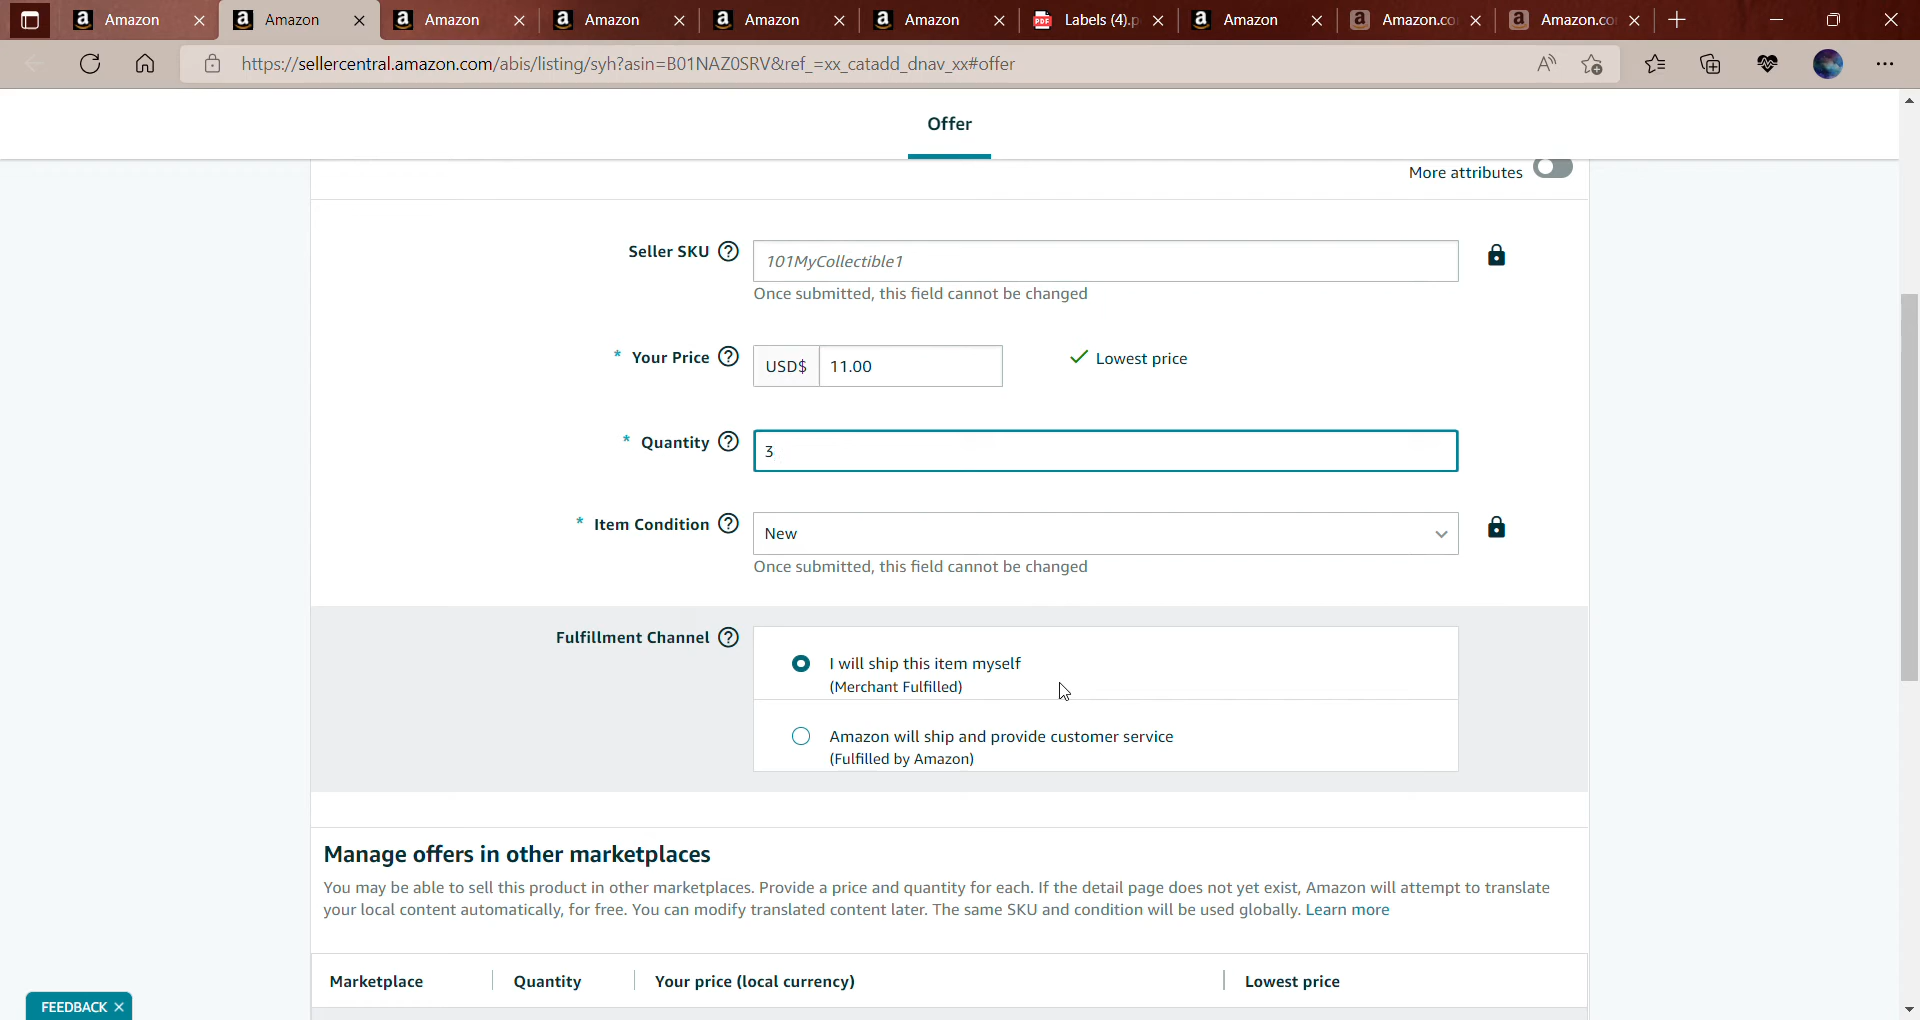 Amazon
Amazon
Amazon
Amazon
Amazon
Amazon
PDF Labels (4).p
Amazon
Amazon.co
Amazon.co
https://sellercentral.amazon.com/abis/listing/syh?asin=B01NAZ0SRV&ref_=xx_catadd_dnav_xx#offer
Offer
More attributes
Seller SKU
101MyCollectible1
Once submitted, this field cannot be changed
* Your Price
USD$ 11.00
Lowest price
* Quantity
3
* Item Condition
New
Once submitted, this field cannot be changed
Fulfillment Channel
I will ship this item myself
(Merchant Fulfilled)
Amazon will ship and provide customer service
(Fulfilled by Amazon)
Manage offers in other marketplaces
You may be able to sell this product in other marketplaces. Provide a price and quantity for each. If the detail page does not yet exist, Amazon will attempt to translate
your local content automatically, for free. You can modify translated content later. The same SKU and condition will be used globally. Learn more
Marketplace Quantity Your price (local currency) Lowest price
FEEDBACK